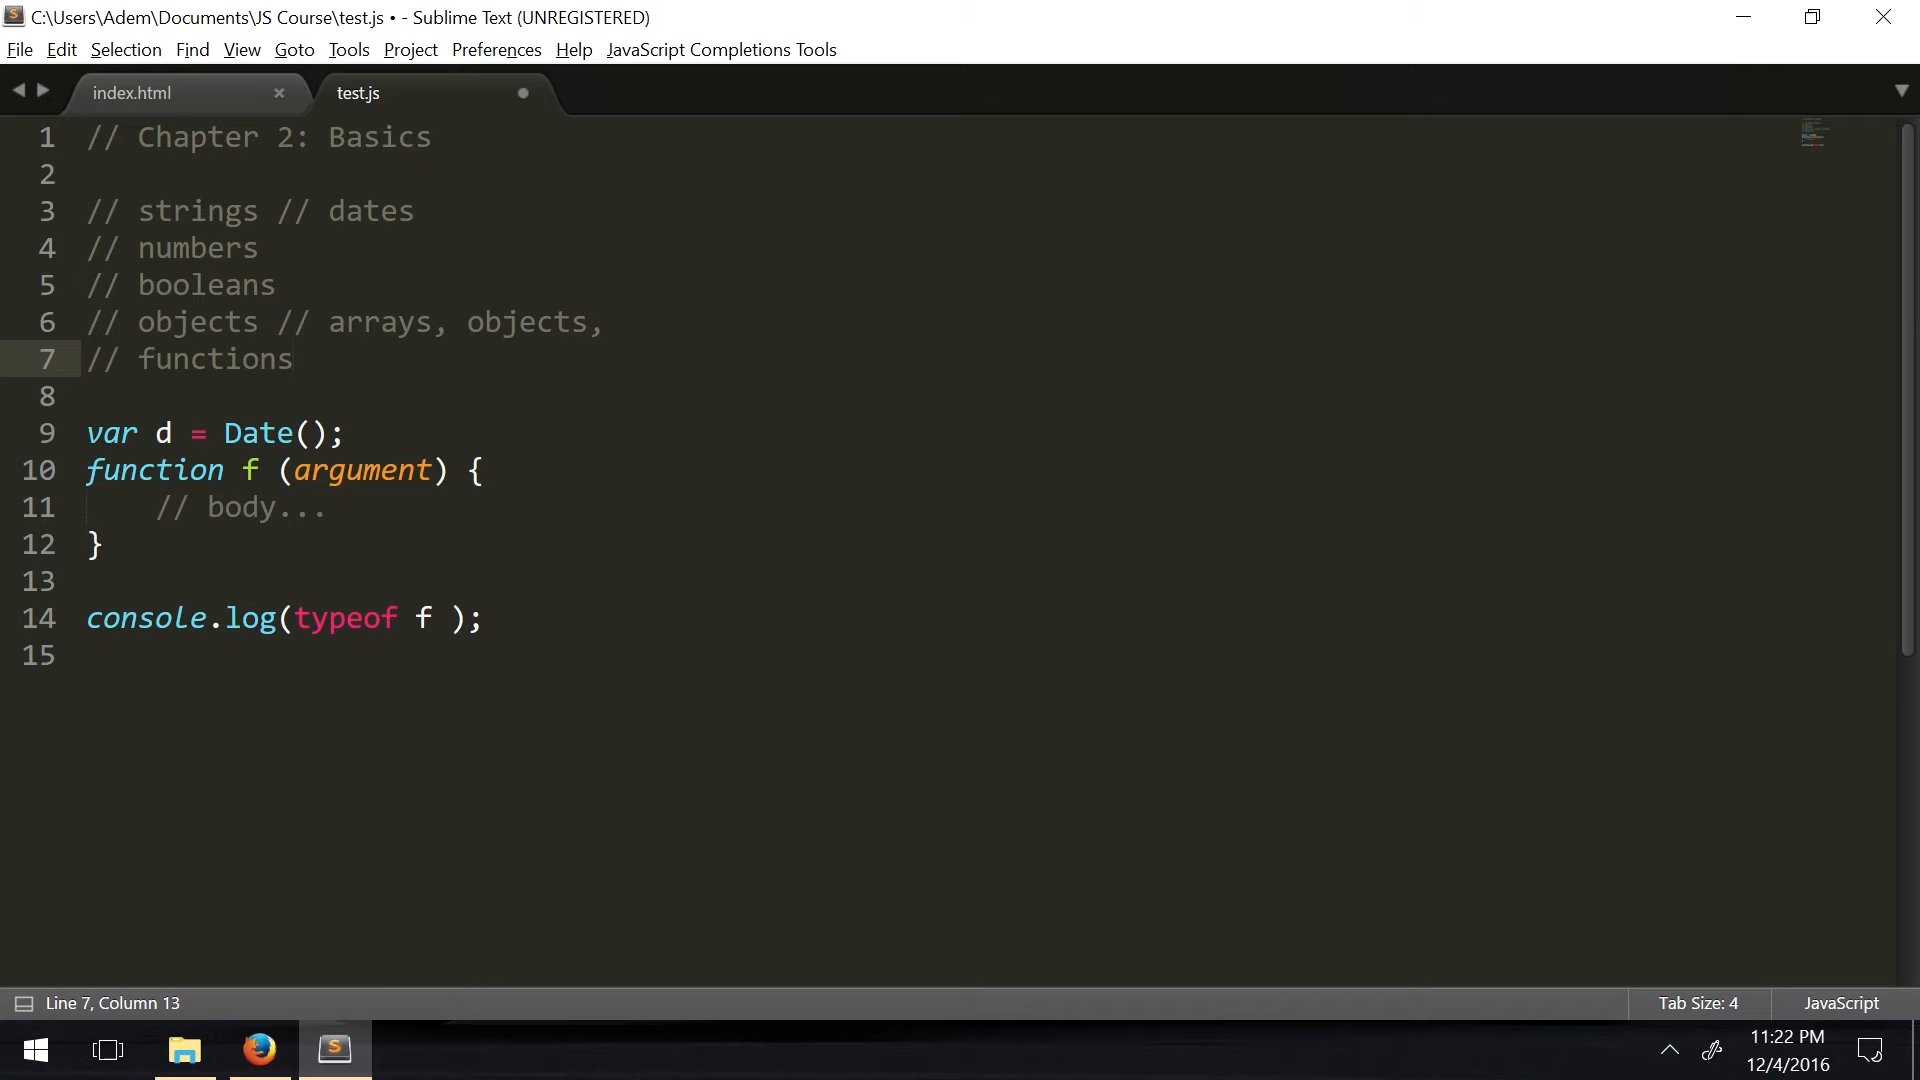 C:\Users\Adem\Documents\JS Course\test.js • - Sublime Text (UNREGISTERED)
File Edit Selection Find View Goto Tools Project Preferences Help JavaScript Completions Tools
index.html × test.js
1 // Chapter 2: Basics
2
3 // strings // dates
4 // numbers
5 // booleans
6 // objects // arrays, objects,
7 // functions
8
9 var d = Date();
10 function f (argument) {
11 // body...
12 }
13
14 console.log(typeof f );
15
Line 7, Column 13 Tab Size: 4 JavaScript
11:22 PM
12/4/2016